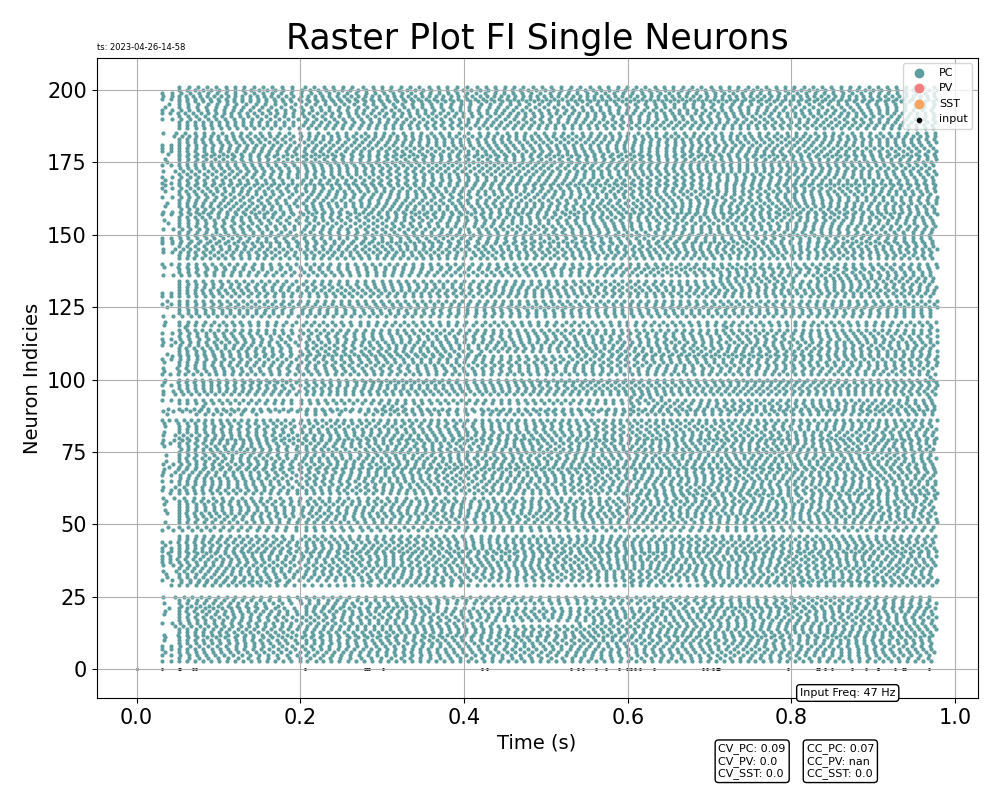 Raster Plot FI Single Neurons
ts: 2023-04-26-14-58
PC
PV
SST
input
200
175
150
125
100
75
50
25
0
Neuron Indicies
0.0 0.2 0.4 0.6 0.8 1.0
Time (s)
Input Freq: 47 Hz
CV_PC: 0.09
CV_PV: 0.0
CV_SST: 0.0
CC_PC: 0.07
CC_PV: nan
CC_SST: 0.0